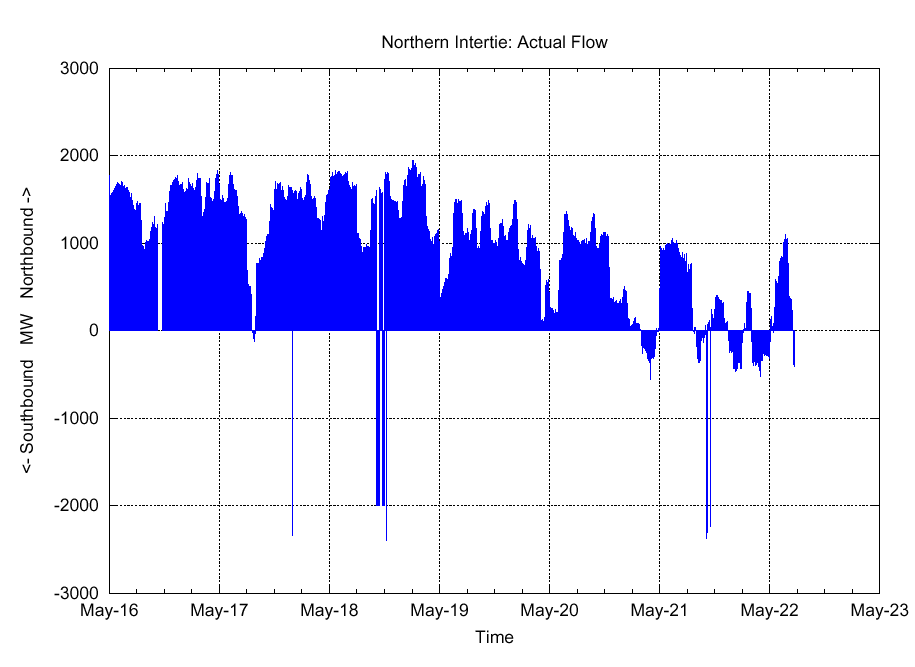 Northern Intertie: Actual Flow
3000
2000
1000
0
-1000
-2000
-3000
<- Southbound   MW   Northbound ->
May-16 May-17 May-18 May-19 May-20 May-21 May-22 May-23
Time